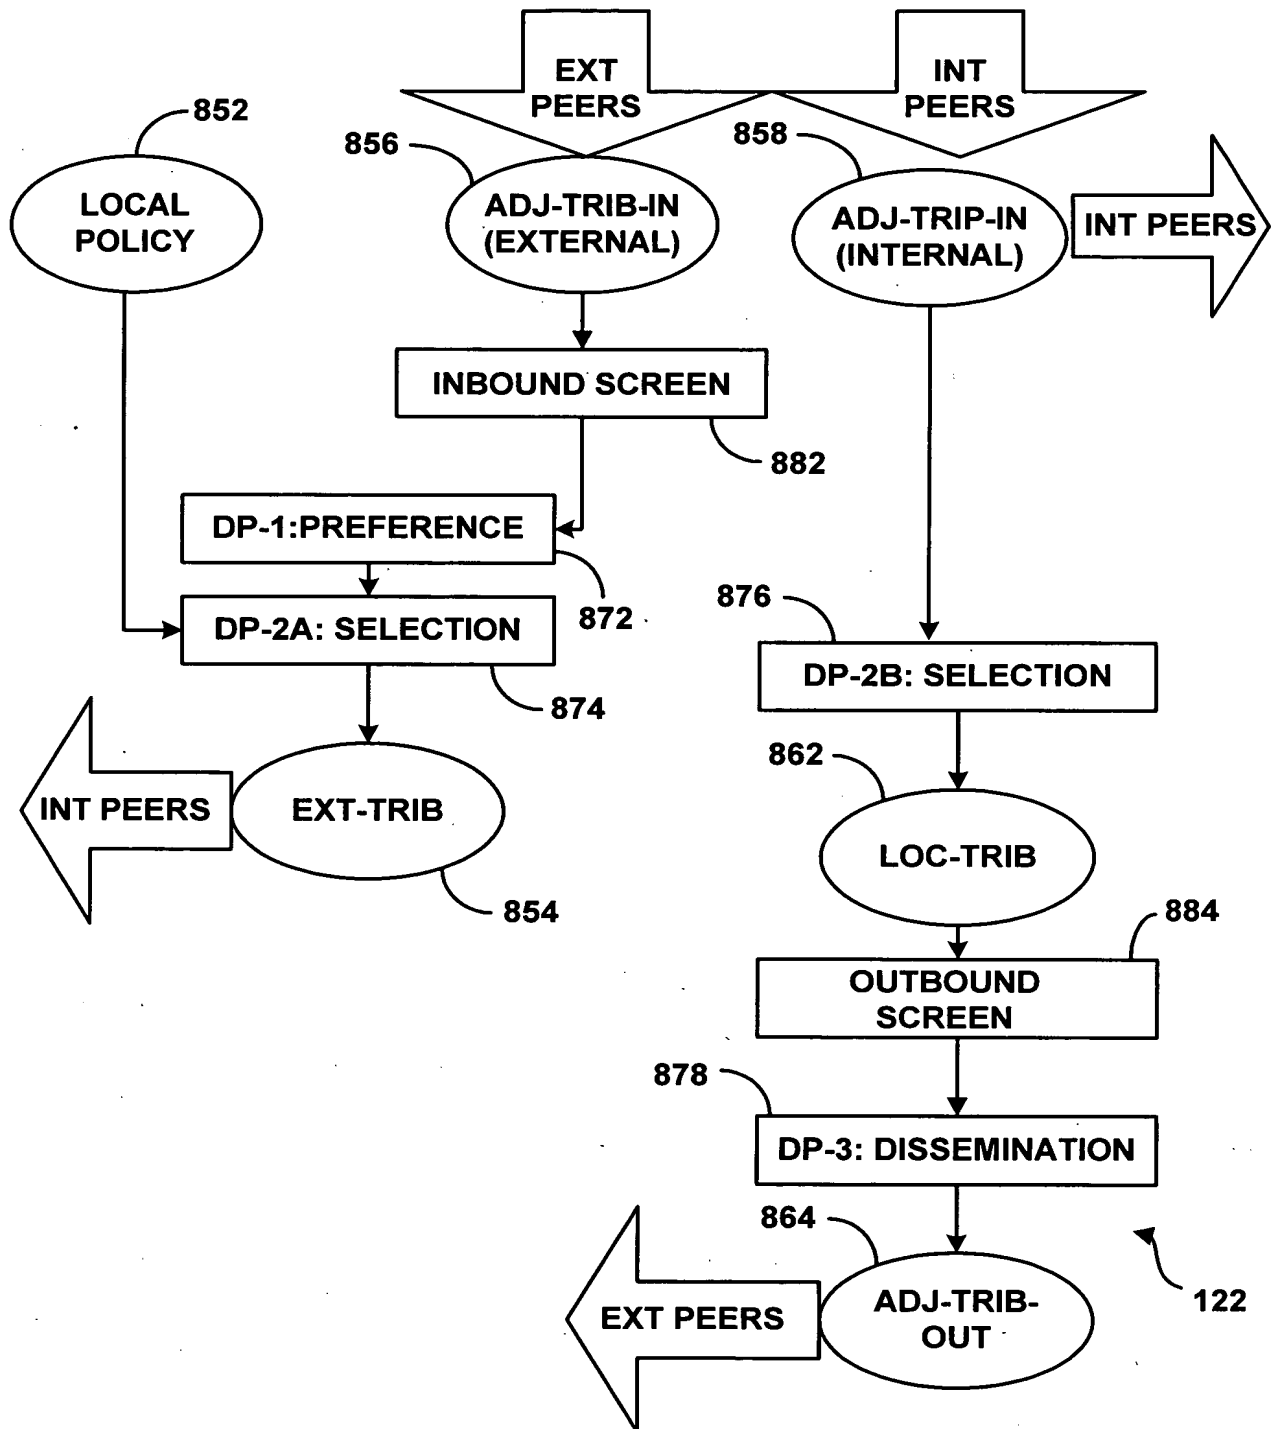 EXT
PEERS
INT
PEERS
852
856
858
LOCAL
POLICY
ADJ-TRIB-IN
(EXTERNAL)
ADJ-TRIP-IN
(INTERNAL)
INT PEERS
INBOUND SCREEN
882
DP-1:PREFERENCE
872
876
DP-2A: SELECTION
874
DP-2B: SELECTION
862
INT PEERS
EXT-TRIB
854
LOC-TRIB
884
OUTBOUND
SCREEN
878
DP-3: DISSEMINATION
864
122
EXT PEERS
ADJ-TRIB-
OUT